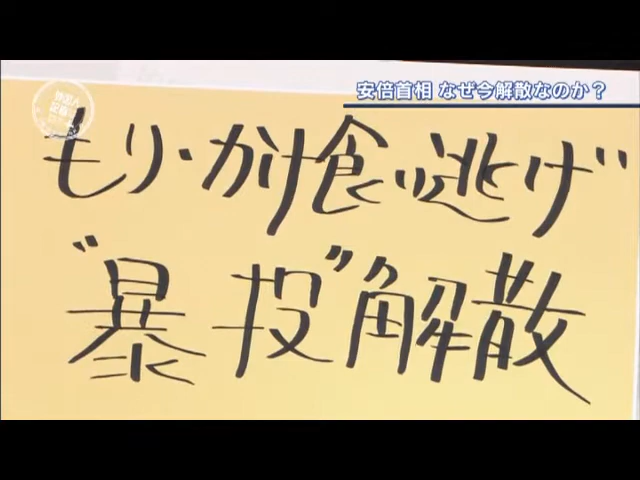 安倍首相 なぜ今解散なのか？
もり・かけ食い逃げ
"暴投"解散